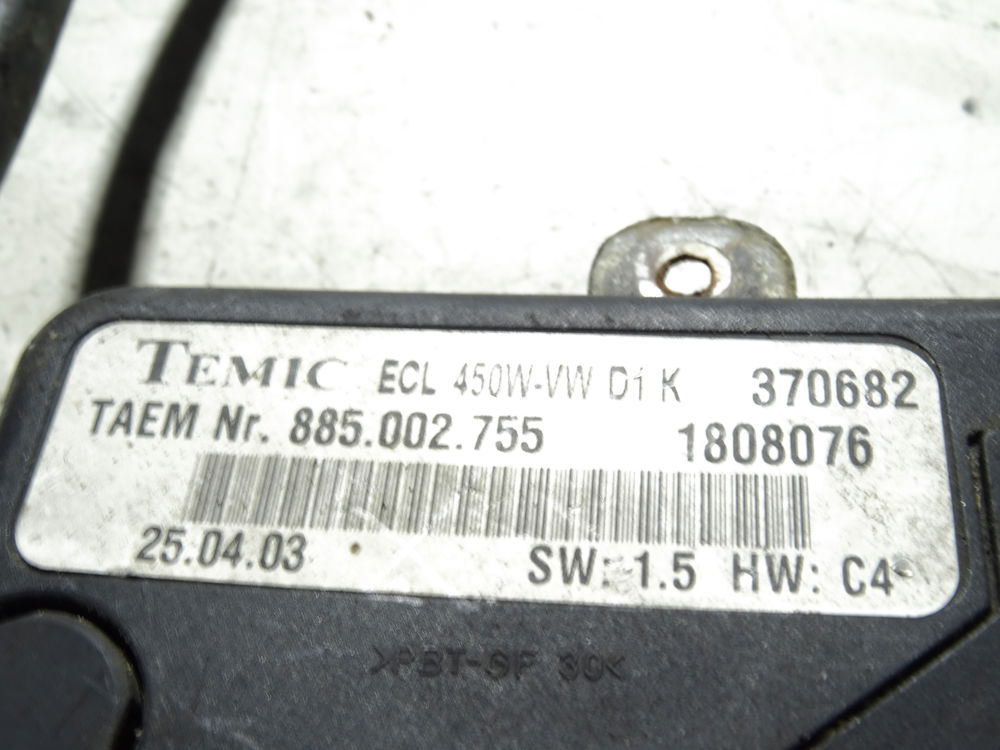 TEMIC ECL 450W-VW D1 K 370682
TAEM Nr. 885.002.755 1808076
25.04.03 SW: 1.5 HW: C4
>PBT-GF 30<